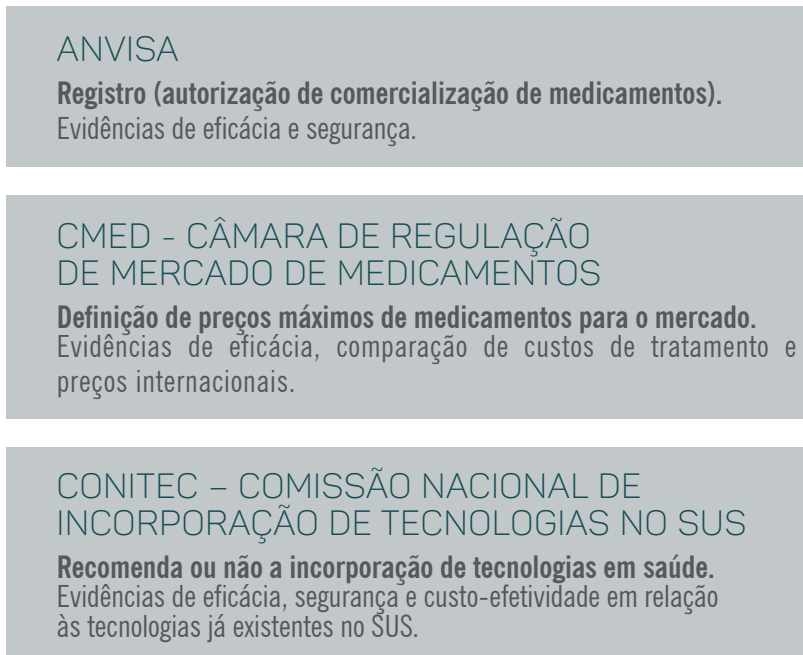 ANVISA
Registro (autorização de comercialização de medicamentos).
Evidências de eficácia e segurança.
CMED - CÂMARA DE REGULAÇÃO
DE MERCADO DE MEDICAMENTOS
Definição de preços máximos de medicamentos para o mercado.
Evidências de eficácia, comparação de custos de tratamento e
preços internacionais.
CONITEC – COMISSÃO NACIONAL DE
INCORPORAÇÃO DE TECNOLOGIAS NO SUS
Recomenda ou não a incorporação de tecnologias em saúde.
Evidências de eficácia, segurança e custo-efetividade em relação
às tecnologias já existentes no SUS.